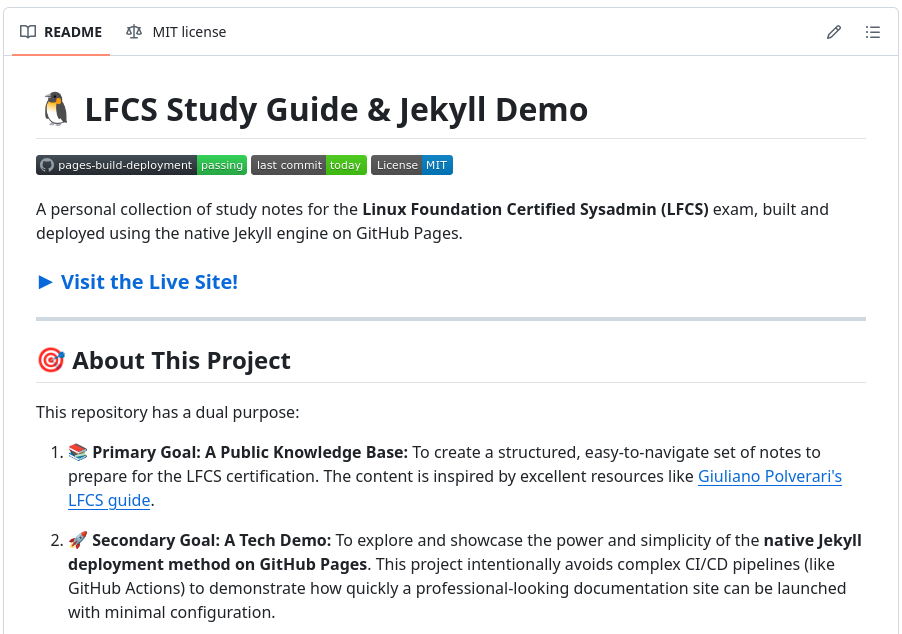 README
MIT license
🐧 LFCS Study Guide & Jekyll Demo
pages-build-deployment passing last commit today License MIT
A personal collection of study notes for the Linux Foundation Certified Sysadmin (LFCS) exam, built and
deployed using the native Jekyll engine on GitHub Pages.
► Visit the Live Site!
🎯 About This Project
This repository has a dual purpose:
1. 📚 Primary Goal: A Public Knowledge Base: To create a structured, easy-to-navigate set of notes to
prepare for the LFCS certification. The content is inspired by excellent resources like Giuliano Polverari's
LFCS guide.
2. 🚀 Secondary Goal: A Tech Demo: To explore and showcase the power and simplicity of the native Jekyll
deployment method on GitHub Pages. This project intentionally avoids complex CI/CD pipelines (like
GitHub Actions) to demonstrate how quickly a professional-looking documentation site can be launched
with minimal configuration.